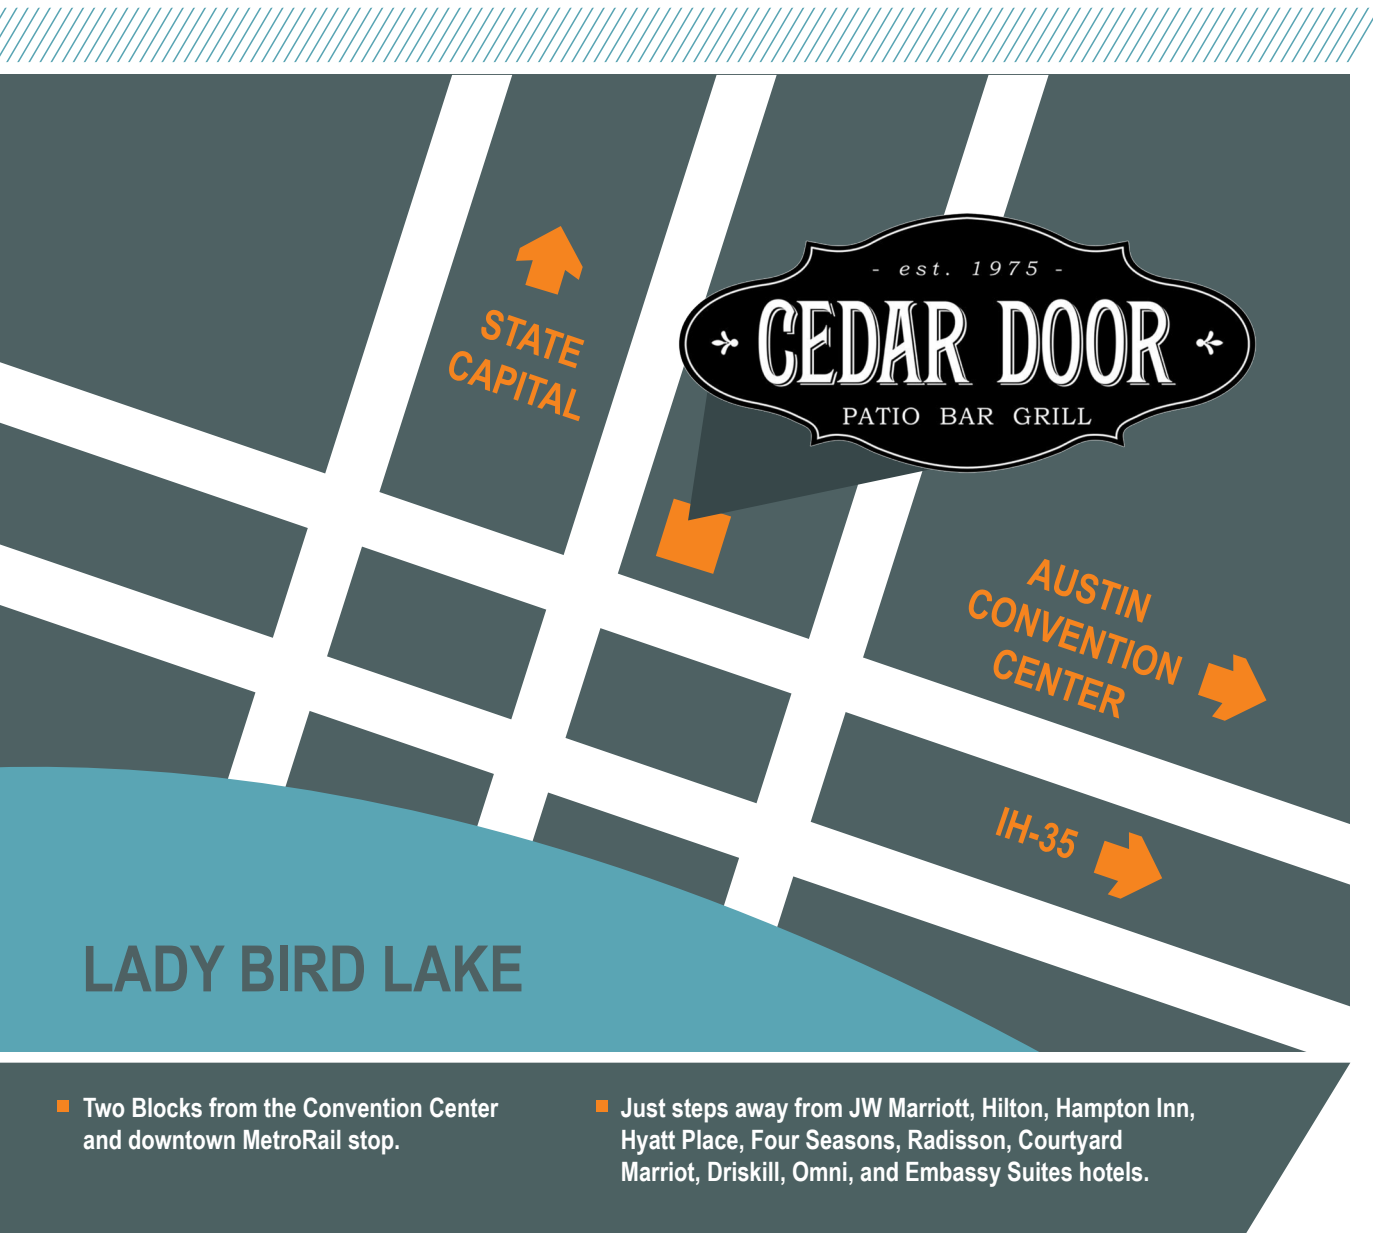 - est. 1975 -
CEDAR DOOR
PATIO BAR GRILL
STATE
CAPITAL
AUSTIN
CONVENTION
CENTER
IH-35
LADY BIRD LAKE
Two Blocks from the Convention Center
and downtown MetroRail stop.
Just steps away from JW Marriott, Hilton, Hampton Inn,
Hyatt Place, Four Seasons, Radisson, Courtyard
Marriot, Driskill, Omni, and Embassy Suites hotels.